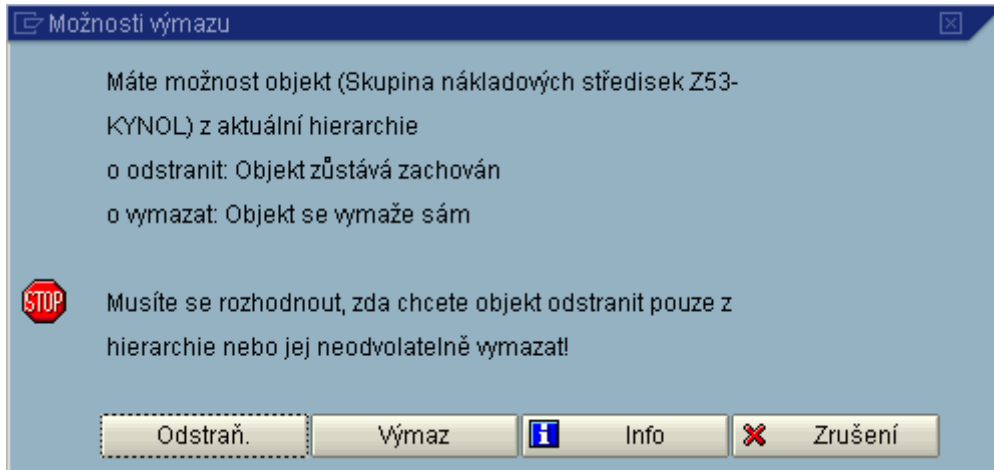 Možnosti výmazu
Máte možnost objekt (Skupina nákladových středisek Z53-
KYNOL) z aktuální hierarchie
o odstranit: Objekt zůstává zachován
o vymazat: Objekt se vymaže sám
STOP
Musíte se rozhodnout, zda chcete objekt odstranit pouze z
hierarchie nebo jej neodvolatelně vymazat!
Odstraň. Výmaz i Info Zrušení